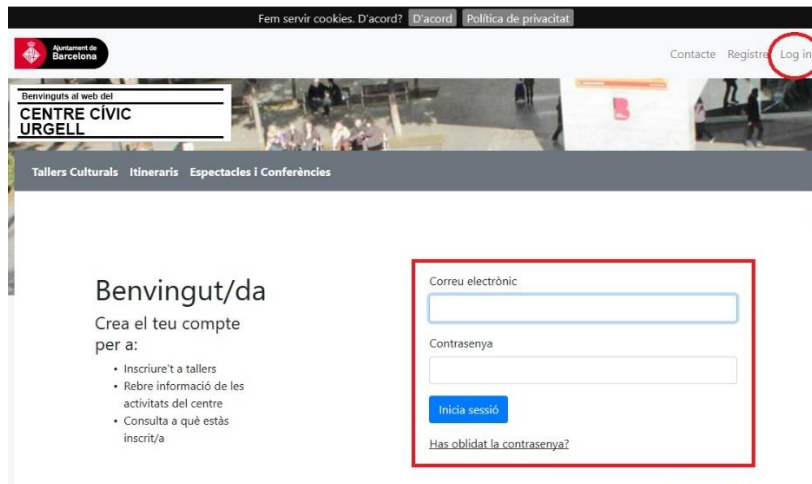 Fem servir cookies. D'acord? D'acord Política de privacitat
Ajuntament de
Barcelona
Contacte Registre Log in
Benvinguts al web del
CENTRE CÍVIC
URGELL
B
Tallers Culturals Itineraris Espectacles i Conferències
Benvingut/da
Crea el teu compte
per a:
• Inscriure't a tallers
• Rebre informació de les
activitats del centre
• Consulta a què estàs
inscrit/a
Correu electrònic
Contrasenya
Inicia sessió
Has oblidat la contrasenya?